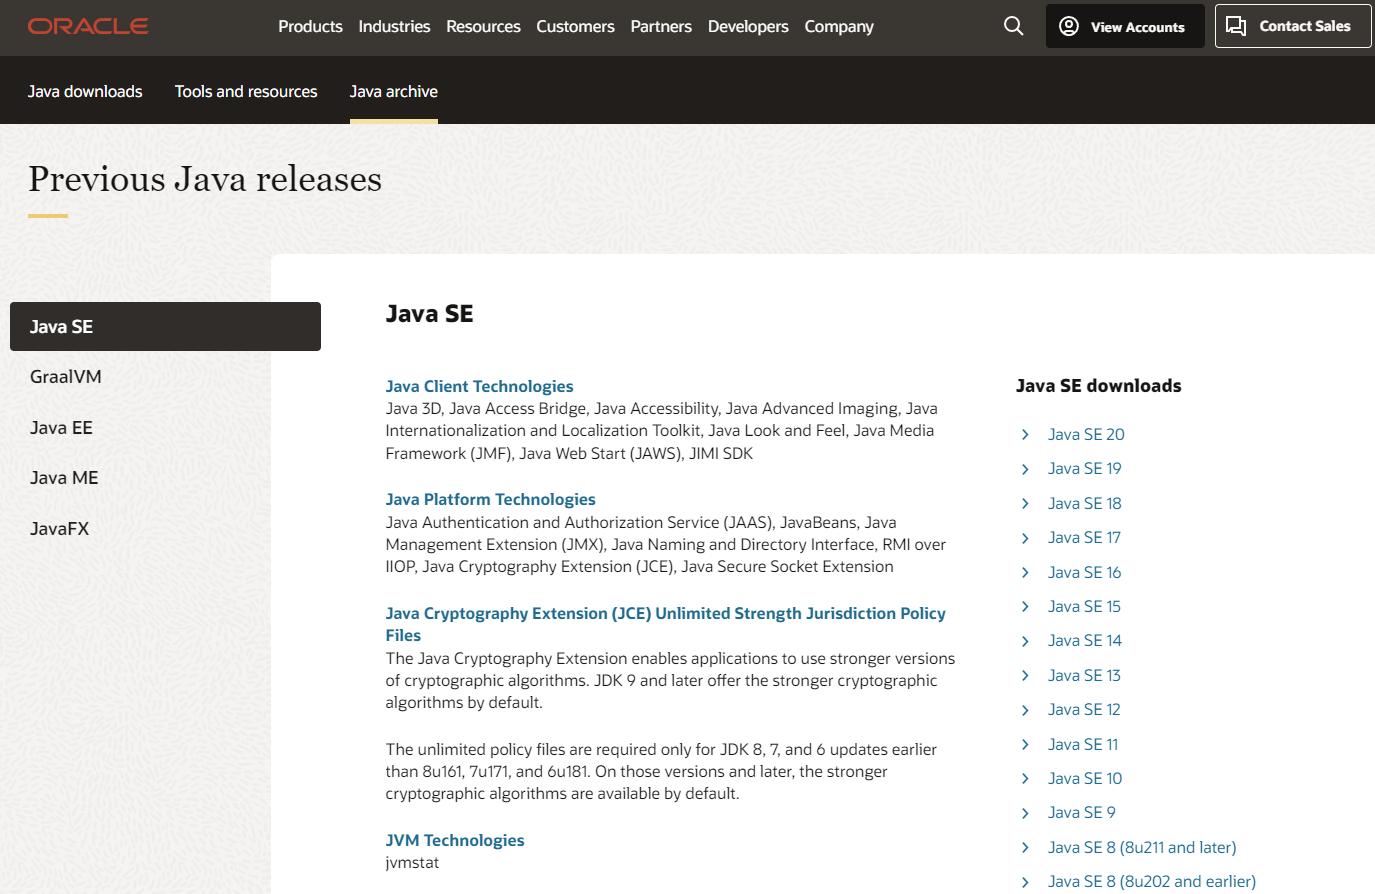 ORACLE
Products Industries Resources Customers Partners Developers Company
View Accounts
Contact Sales
Java downloads Tools and resources Java archive
Previous Java releases
Java SE
GraalVM
Java EE
Java ME
JavaFX
Java SE
Java Client Technologies
Java 3D, Java Access Bridge, Java Accessibility, Java Advanced Imaging, Java
Internationalization and Localization Toolkit, Java Look and Feel, Java Media
Framework (JMF), Java Web Start (JAWS), JIMI SDK
Java Platform Technologies
Java Authentication and Authorization Service (JAAS), JavaBeans, Java
Management Extension (JMX), Java Naming and Directory Interface, RMI over
IIOP, Java Cryptography Extension (JCE), Java Secure Socket Extension
Java Cryptography Extension (JCE) Unlimited Strength Jurisdiction Policy
Files
The Java Cryptography Extension enables applications to use stronger versions
of cryptographic algorithms. JDK 9 and later offer the stronger cryptographic
algorithms by default.
The unlimited policy files are required only for JDK 8, 7, and 6 updates earlier
than 8u161, 7u171, and 6u181. On those versions and later, the stronger
cryptographic algorithms are available by default.
JVM Technologies
jvmstat
Java SE downloads
Java SE 20
Java SE 19
Java SE 18
Java SE 17
Java SE 16
Java SE 15
Java SE 14
Java SE 13
Java SE 12
Java SE 11
Java SE 10
Java SE 9
Java SE 8 (8u211 and later)
Java SE 8 (8u202 and earlier)